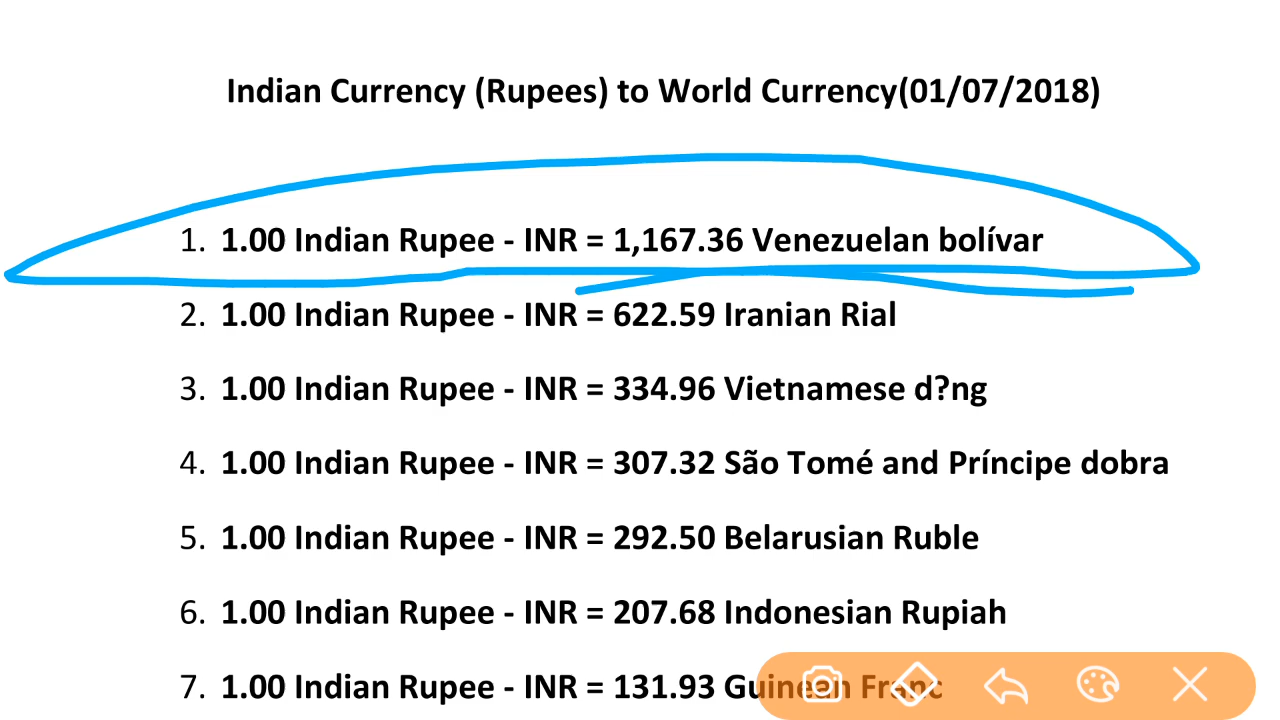 Indian Currency (Rupees) to World Currency(01/07/2018)
1. 1.00 Indian Rupee - INR = 1,167.36 Venezuelan bolívar
2. 1.00 Indian Rupee - INR = 622.59 Iranian Rial
3. 1.00 Indian Rupee - INR = 334.96 Vietnamese d?ng
4. 1.00 Indian Rupee - INR = 307.32 São Tomé and Príncipe dobra
5. 1.00 Indian Rupee - INR = 292.50 Belarusian Ruble
6. 1.00 Indian Rupee - INR = 207.68 Indonesian Rupiah
7. 1.00 Indian Rupee - INR = 131.93 Guinean Franc